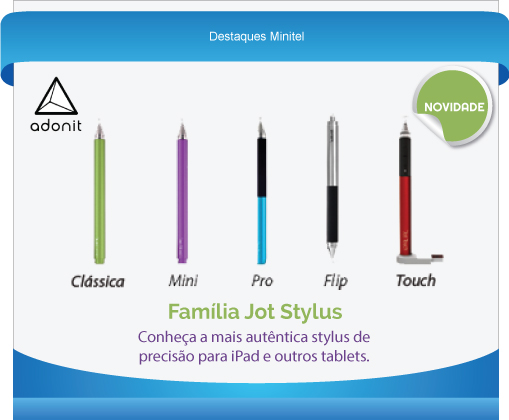 Destaques Minitel
adonit
NOVIDADE
Clássica Mini Pro Flip Touch
Família Jot Stylus
Conheça a mais autêntica stylus de
precisão para iPad e outros tablets.